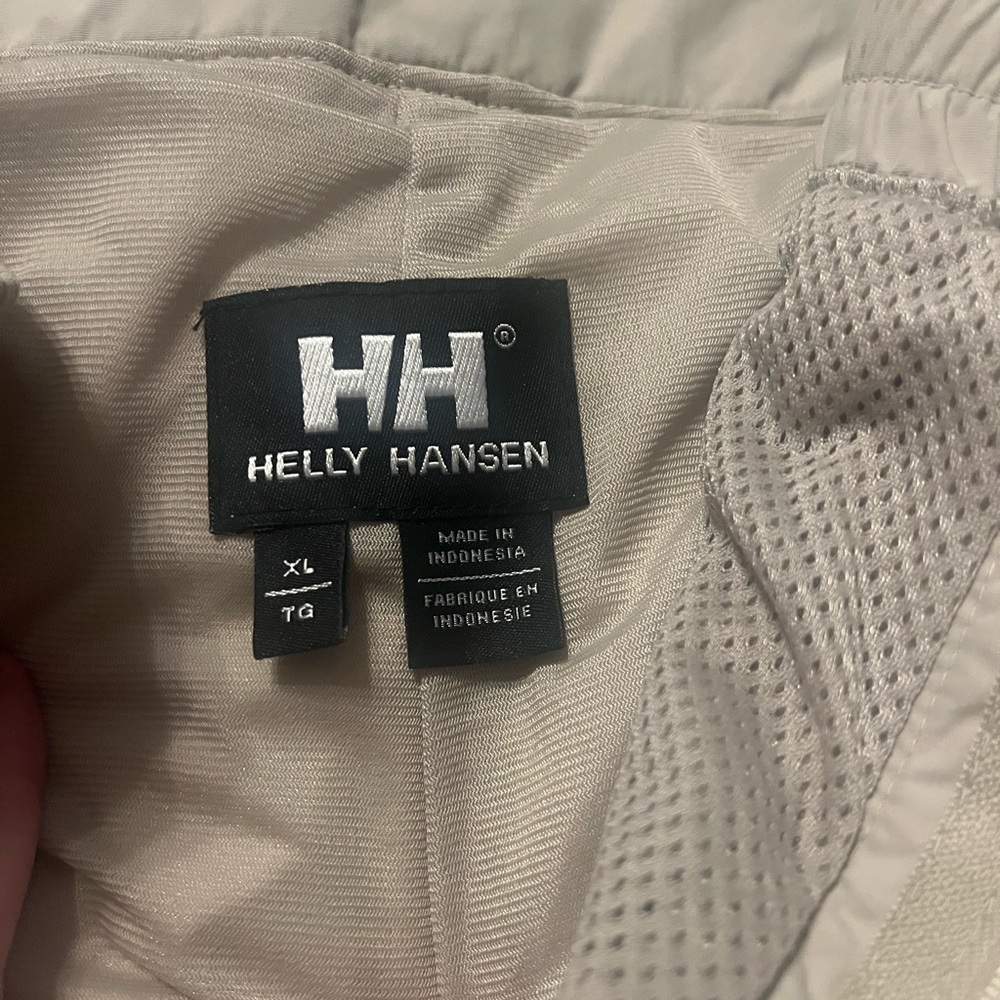 HH®
HELLY HANSEN
XL
TG
MADE IN
INDONESIA
FABRIQUE EN
INDONESIE